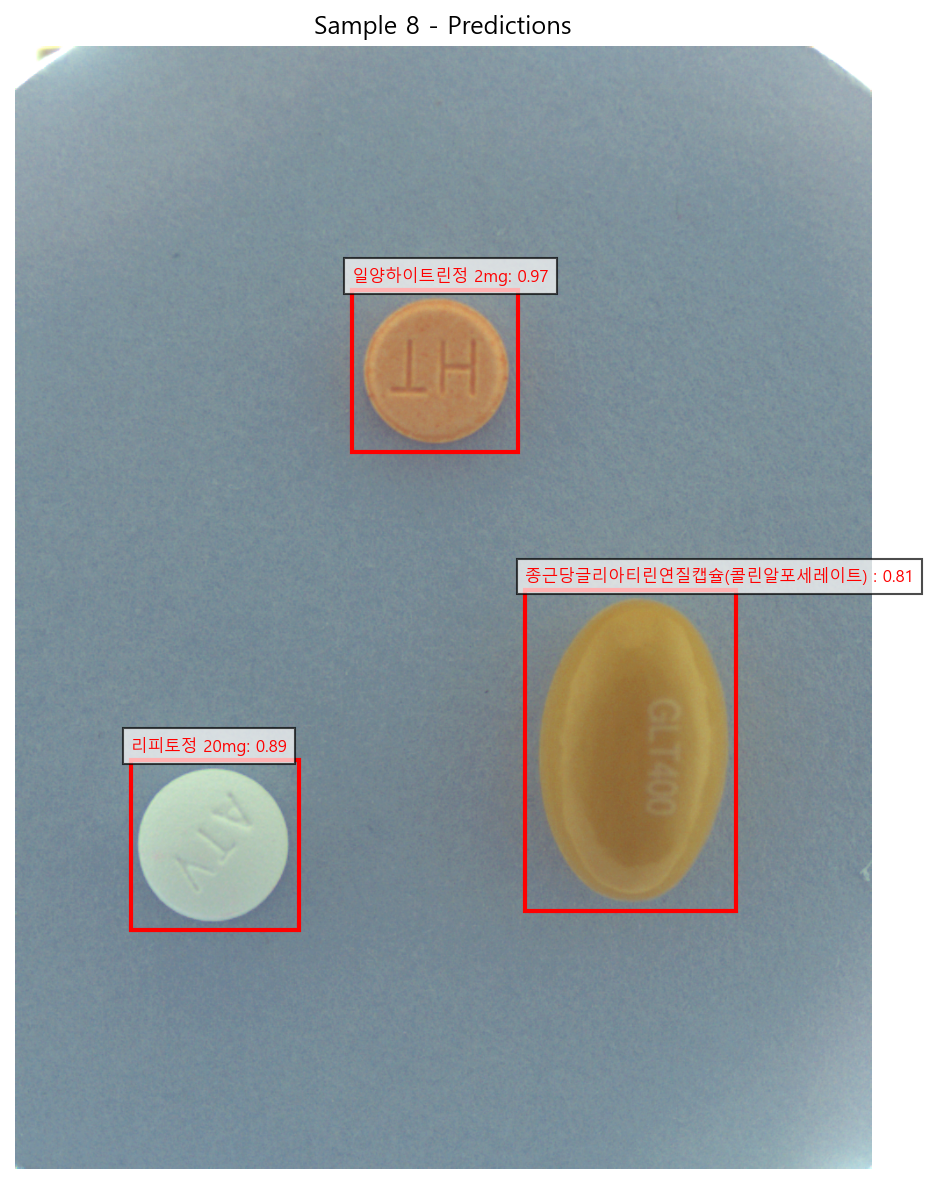 Sample 8 - Predictions
일양하이트린정 2mg: 0.97
HT
종근당글리아티린연질캡슐(콜린알포세레이트) : 0.81
GLT400
리피토정 20mg: 0.89
ATV